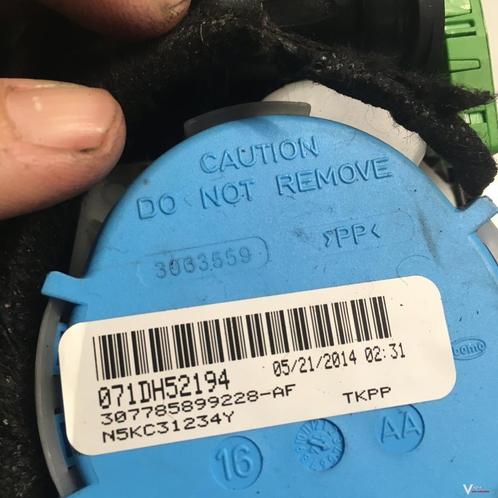 CAUTION
DO NOT REMOVE
3063559
>PP<
05/21/2014 02:31
071DH52194
307785899228-AF
TKPP
N5KC31234Y
16
AA